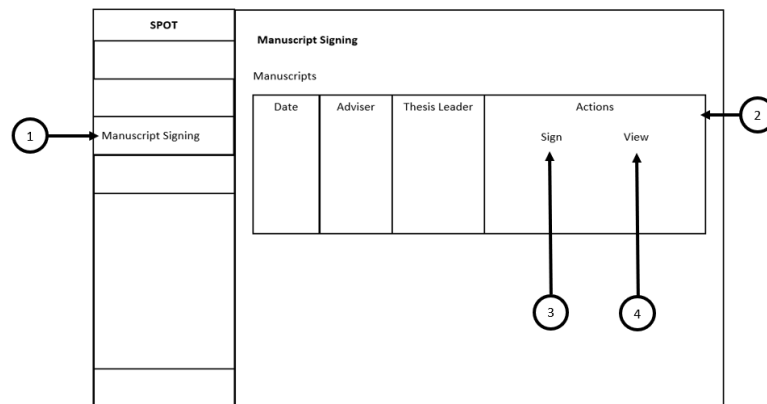 SPOT
Manuscript Signing
Manuscripts
Date Adviser Thesis Leader Actions
2
1
Manuscript Signing
Sign View
3
4